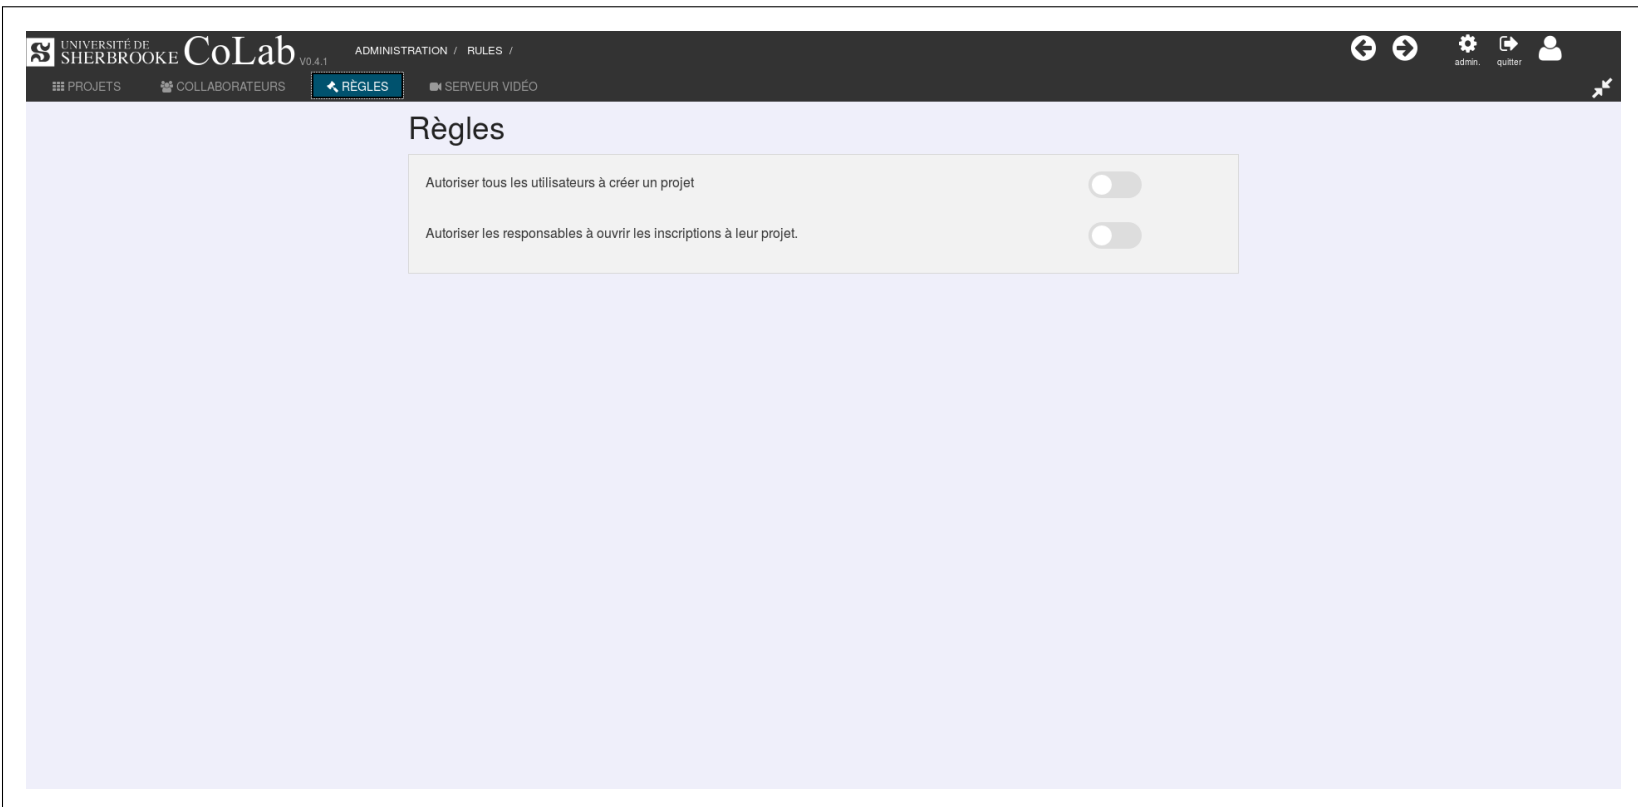 UNIVERSITÉ DE
SHERBROOKE CoLab V0.4.1 ADMINISTRATION / RULES /
admin. quitter
PROJETS COLLABORATEURS RÈGLES SERVEUR VIDÉO
Règles
Autoriser tous les utilisateurs à créer un projet
Autoriser les responsables à ouvrir les inscriptions à leur projet.